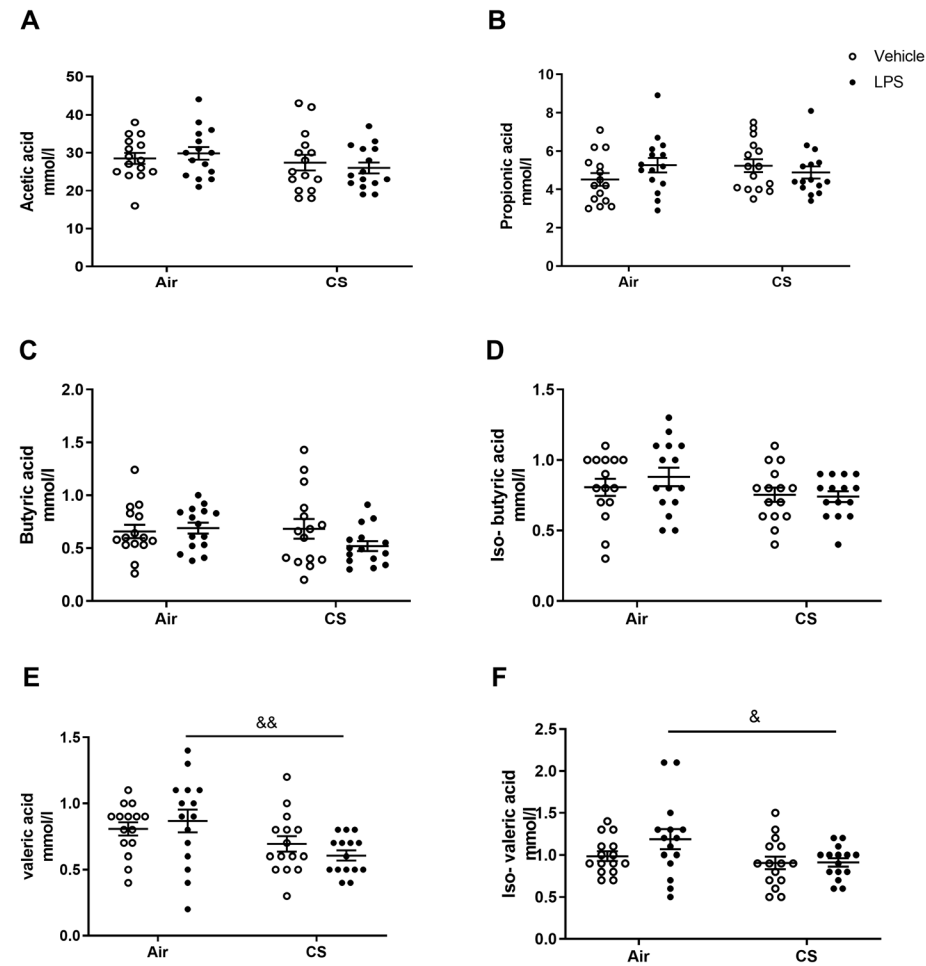 A
Acetic acid
mmol/l
50
40
30
20
10
0
Air
CS
B
Propionic acid
mmol/l
10
8
6
4
2
0
Air
CS
Vehicle
LPS
C
Butyric acid
mmol/l
2.0
1.5
1.0
0.5
0.0
Air
CS
D
Iso- butyric acid
mmol/l
1.5
1.0
0.5
0.0
Air
CS
E
valeric acid
mmol/l
1.5
1.0
0.5
0.0
&&
Air
CS
F
Iso- valeric acid
mmol/l
2.5
2.0
1.5
1.0
0.5
0.0
&
Air
CS